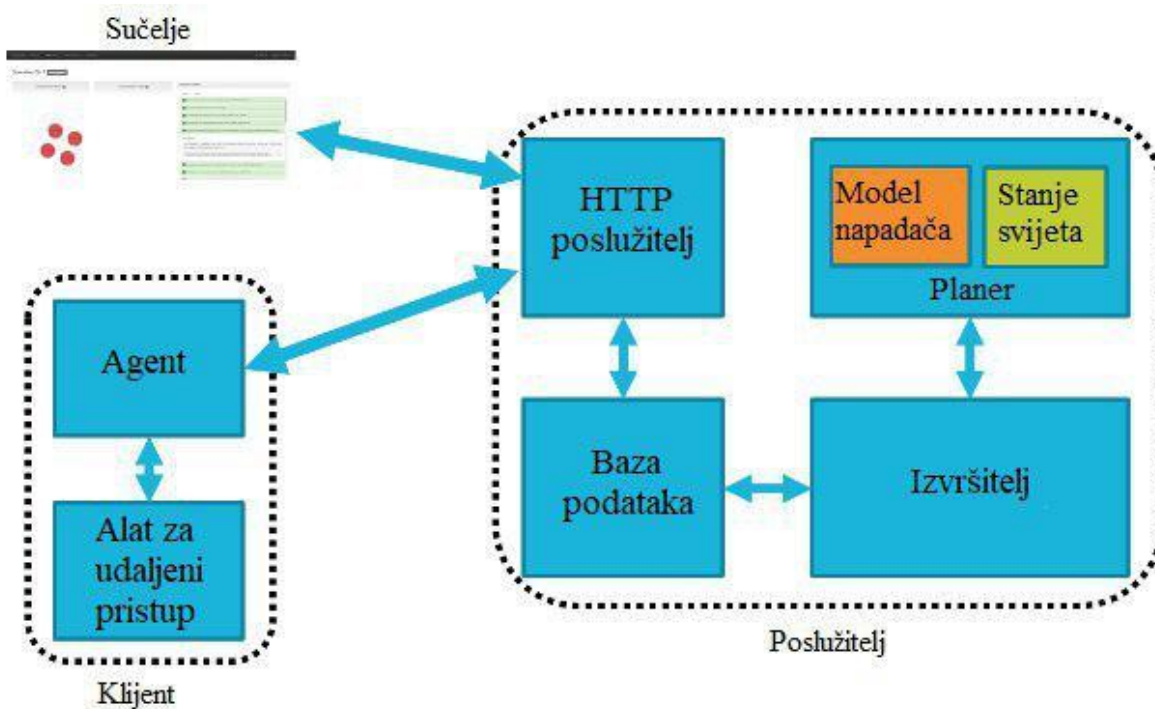 Sučelje
HTTP
poslužitelj
Model
napadača
Stanje
svijeta
Planer
Agent
Alat za
udaljeni
pristup
Baza
podataka
Izvršitelj
Klijent
Poslužitelj